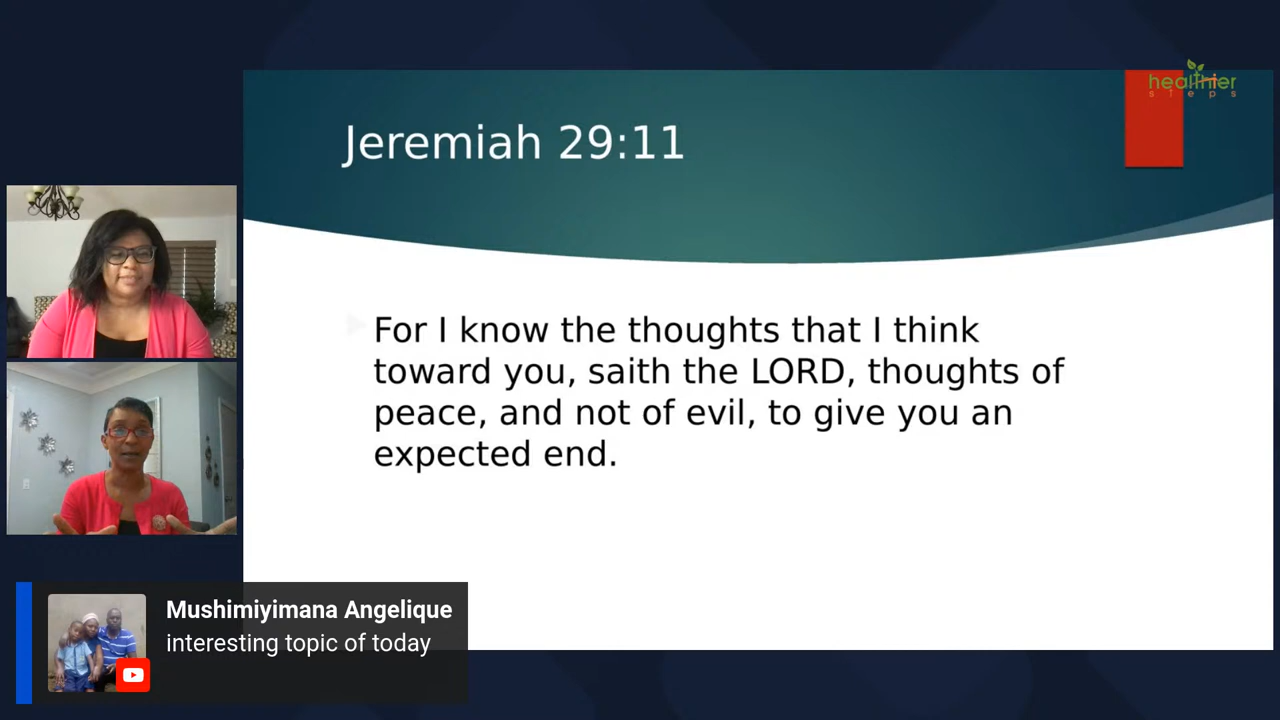 healthier
steps
Jeremiah 29:11
For I know the thoughts that I think
toward you, saith the LORD, thoughts of
peace, and not of evil, to give you an
expected end.
Mushimiyimana Angelique
interesting topic of today